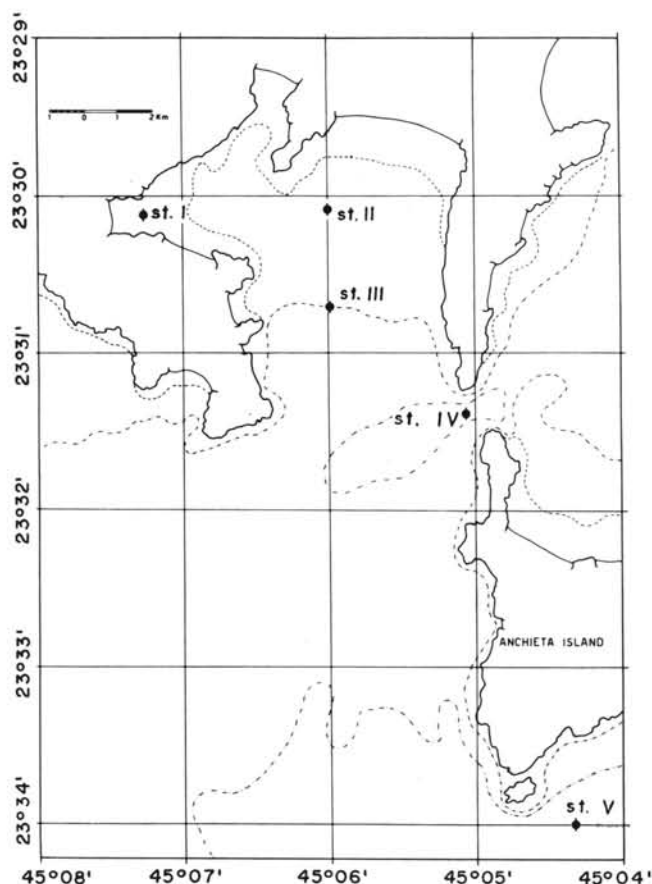 23°29'
1 0 1 2 Km
23°30'
st. I
st. II
st. III
23°31'
st. IV
23°32'
ANCHIETA ISLAND
23°33'
st. V
23°34'
45°08' 45°07' 45°06' 45°05' 45°04'